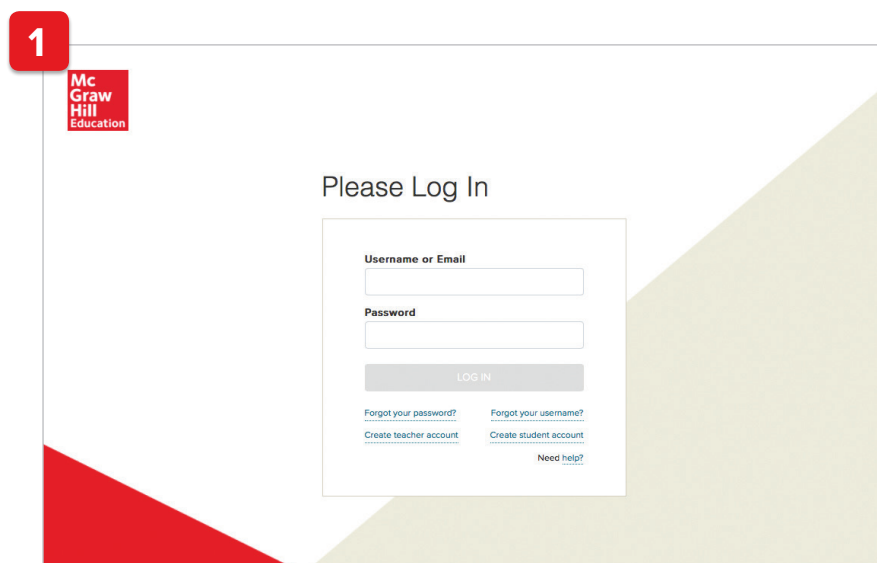 1
Mc
Graw
Hill
Education
Please Log In
Username or Email
Password
LOG IN
Forgot your password? Forgot your username?
Create teacher account Create student account
Need help?